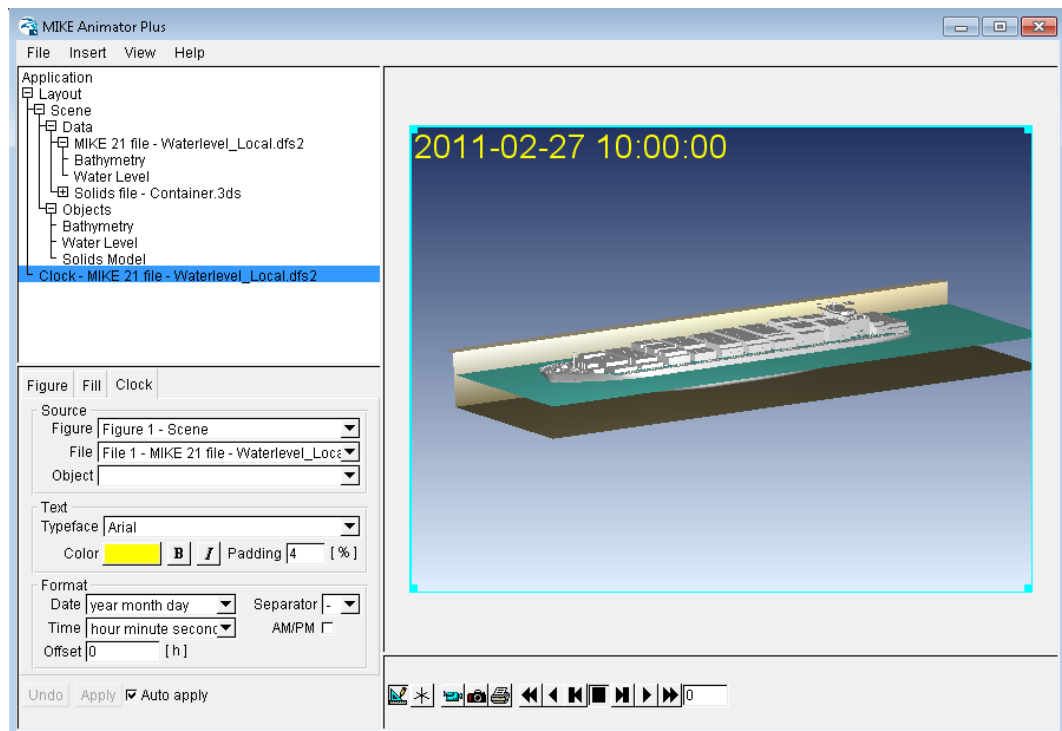 MIKE Animator Plus
File Insert View Help
Application
Layout
Scene
Data
MIKE 21 file - Waterlevel_Local.dfs2
Bathymetry
Water Level
Solids file - Container.3ds
Objects
Bathymetry
Water Level
Solids Model
Clock - MIKE 21 file - Waterlevel_Local.dfs2
2011-02-27 10:00:00
Figure Fill Clock
Source
Figure Figure 1 - Scene
File File 1 - MIKE 21 file - Waterlevel_Loca
Object
Text
Typeface Arial
Color B I Padding 4 [ % ]
Format
Date year month day Separator -
Time hour minute second AM/PM
Offset 0 [ h ]
Undo Apply Auto apply
0